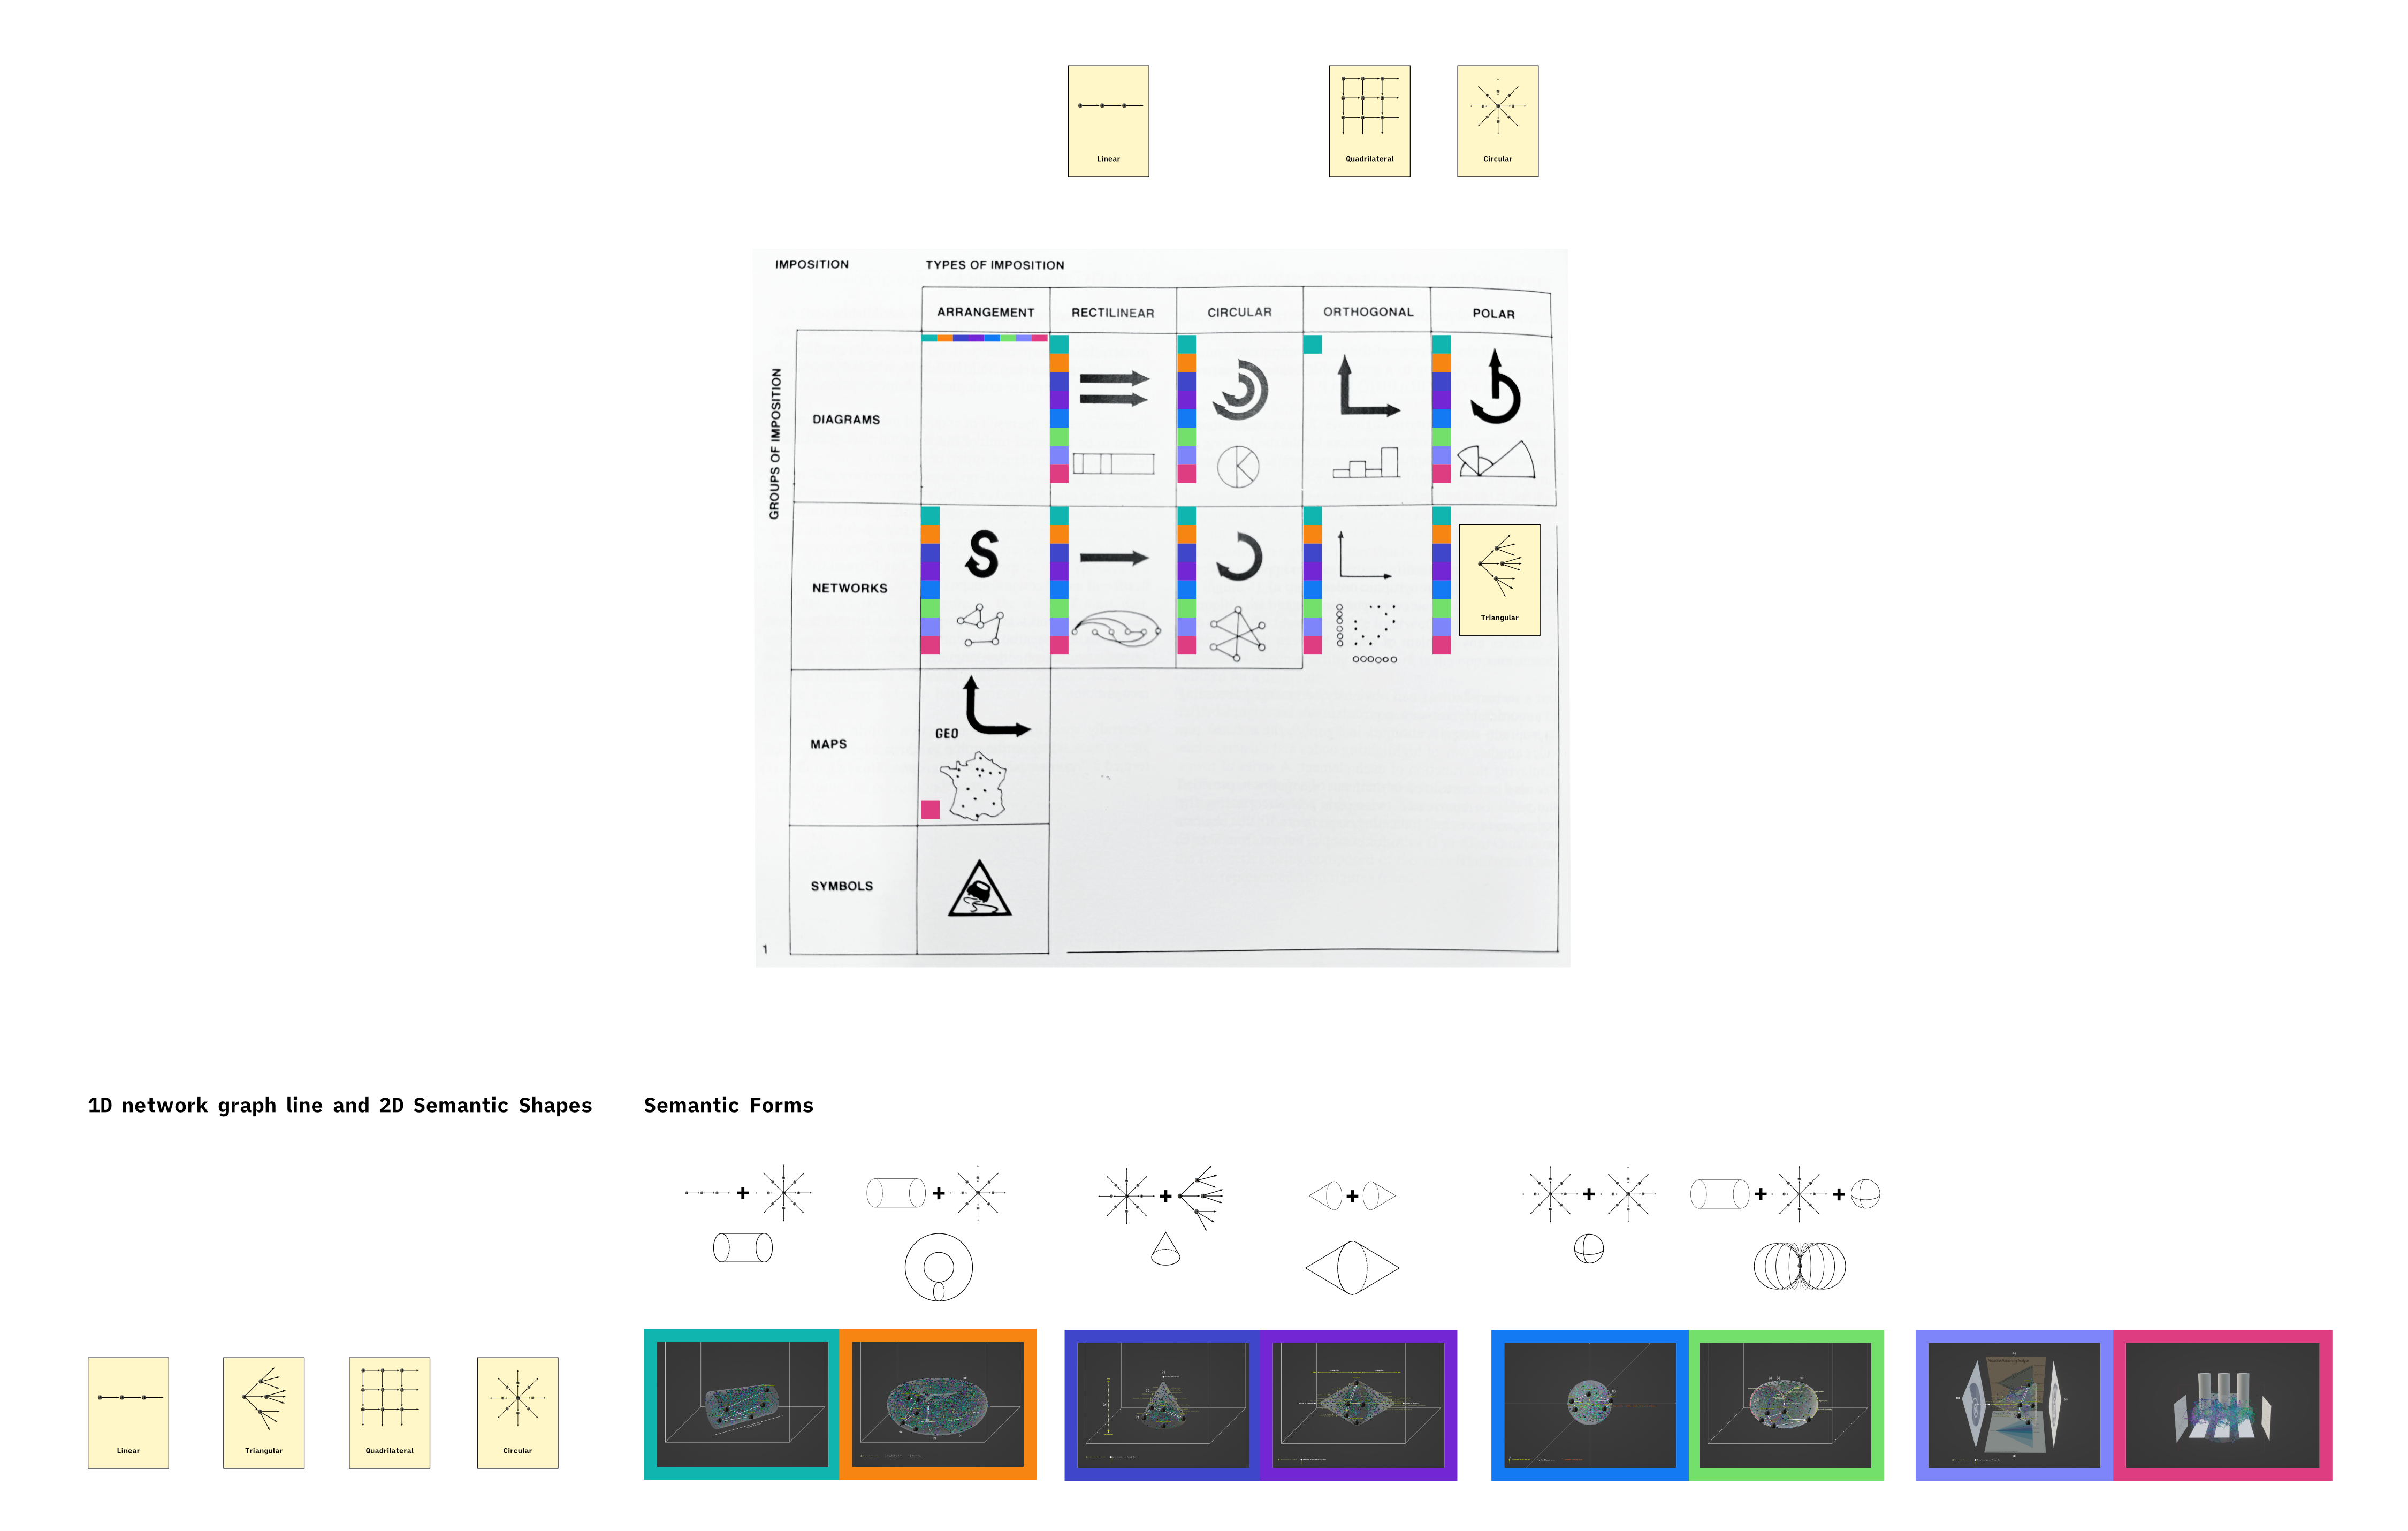 Linear
Quadrilateral
Circular
IMPOSITION
TYPES OF IMPOSITION
GROUPS OF IMPOSITION
ARRANGEMENT
RECTILINEAR
CIRCULAR
ORTHOGONAL
POLAR
DIAGRAMS
NETWORKS
Triangular
MAPS
GEO
SYMBOLS
1
1D network graph line and 2D Semantic Shapes
Semantic Forms
Linear
Triangular
Quadrilateral
Circular